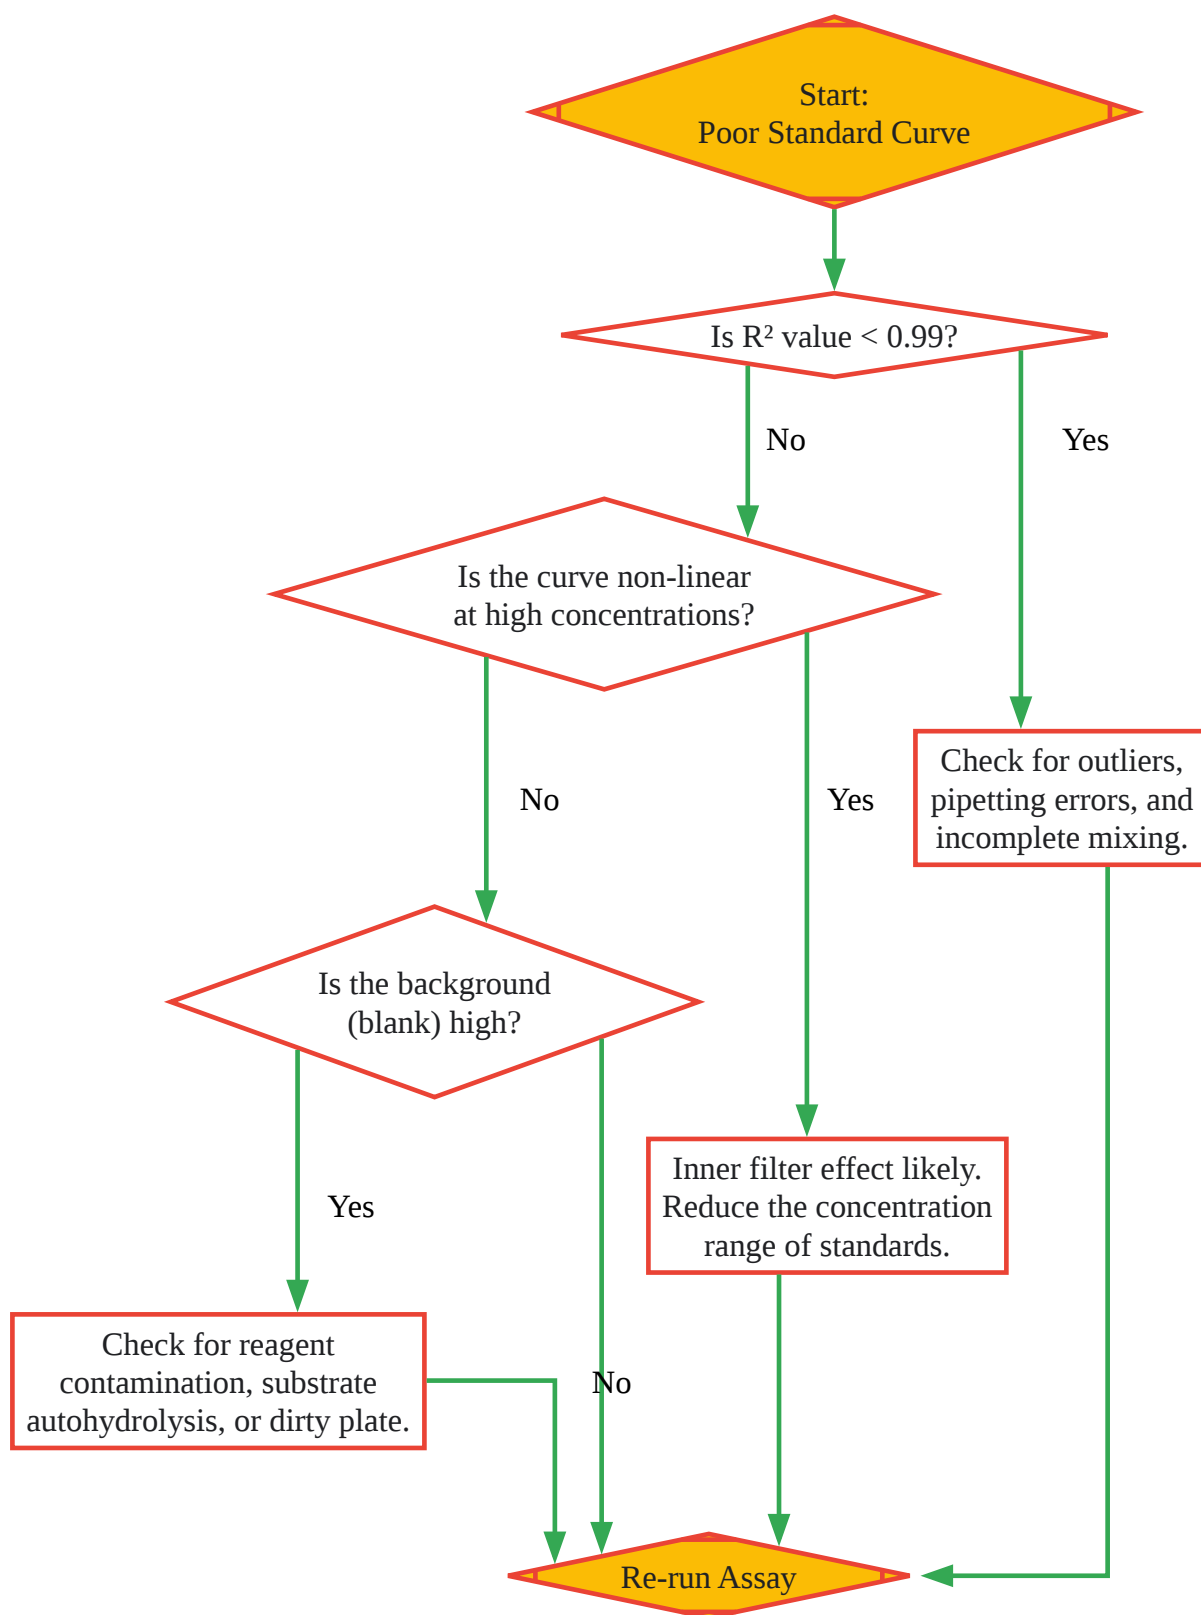 Start:
Poor Standard Curve
Is R² value < 0.99?
No
Yes
Is the curve non-linear
at high concentrations?
Check for outliers,
pipetting errors, and
incomplete mixing.
No
Yes
Is the background
(blank) high?
Inner filter effect likely.
Reduce the concentration
range of standards.
Yes
Check for reagent
contamination, substrate
autohydrolysis, or dirty plate.
No
Re-run Assay